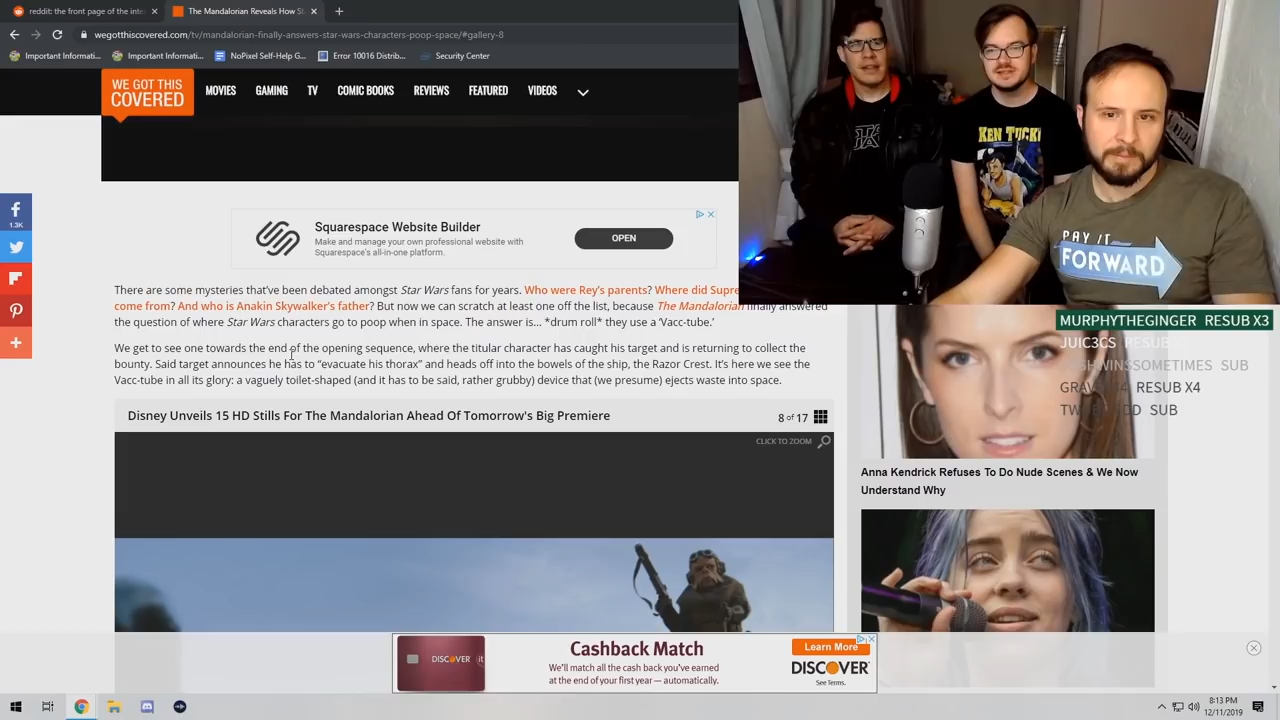 reddit: the front page of the inte
The Mandalorian Reveals How St
wegotthiscovered.com/tv/mandalorian-finally-answers-star-wars-characters-poop-space/#gallery-8
Important Informati...
Important Informati...
NoPixel Self-Help G...
Error 10016 Distrib...
Security Center
WE GOT THIS
COVERED
MOVIES
GAMING
TV
COMIC BOOKS
REVIEWS
FEATURED
VIDEOS
KEN TUCKY
PAY IT
FORWARD
1.3K
Squarespace Website Builder
Make and manage your own professional website with
Squarespace's all-in-one platform.
OPEN
There are some mysteries that've been debated amongst Star Wars fans for years. Who were Rey's parents? Where did Supre
come from? And who is Anakin Skywalker's father? But now we can scratch at least one off the list, because The Mandalorian finally answered
the question of where Star Wars characters go to poop when in space. The answer is... *drum roll* they use a 'Vacc-tube.'
We get to see one towards the end of the opening sequence, where the titular character has caught his target and is returning to collect the
bounty. Said target announces he has to "evacuate his thorax" and heads off into the bowels of the ship, the Razor Crest. It's here we see the
Vacc-tube in all its glory: a vaguely toilet-shaped (and it has to be said, rather grubby) device that (we presume) ejects waste into space.
MURPHYTHEGINGER RESUB X3
JUIC3CS RESUB
SUB
RESUB X4
SUB
Disney Unveils 15 HD Stills For The Mandalorian Ahead Of Tomorrow's Big Premiere
8 of 17
CLICK TO ZOOM
Anna Kendrick Refuses To Do Nude Scenes & We Now
Understand Why
DISCOVER it
Cashback Match
We'll match all the cash back you've earned
at the end of your first year — automatically.
Learn More
DISCOVER
See Terms.
8:13 PM
12/11/2019